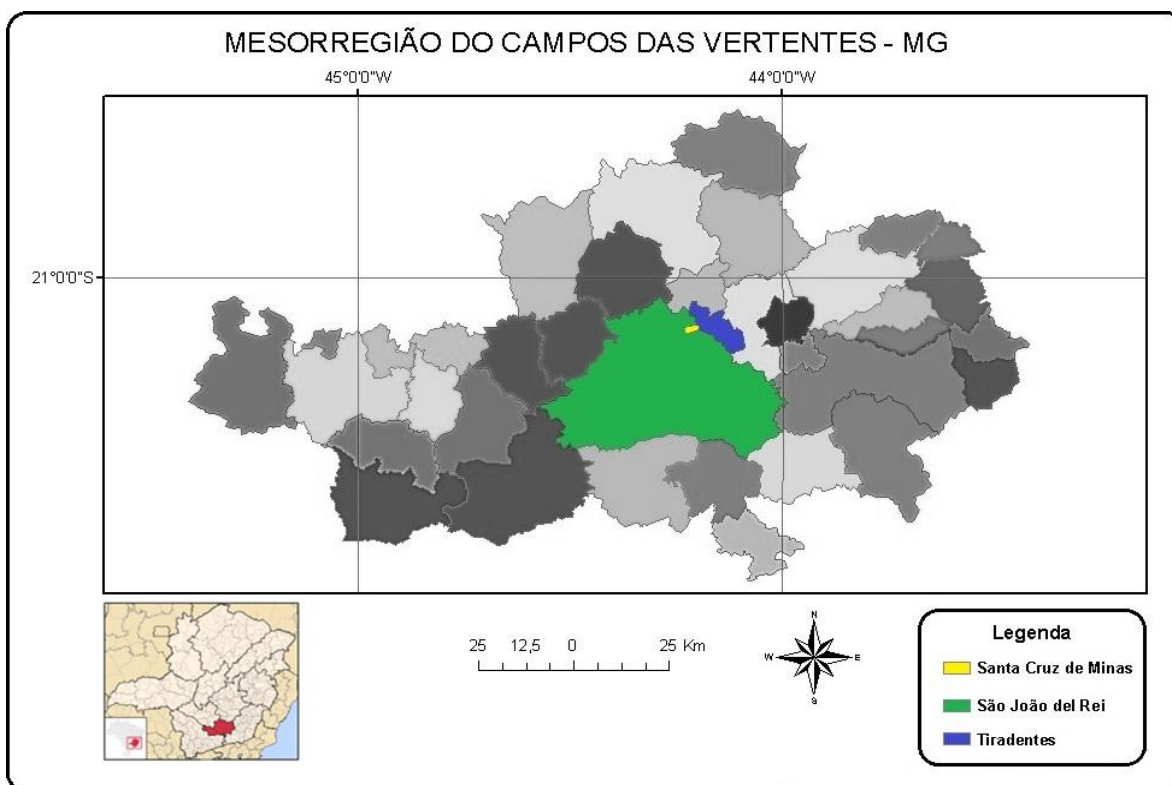 MESORREGIÃO DO CAMPOS DAS VERTENTES - MG
45°0'0"W 44°0'0"W
21°0'0"S
25 12,5 0 25 Km
N
W E
S
Legenda
Santa Cruz de Minas
São João del Rei
Tiradentes